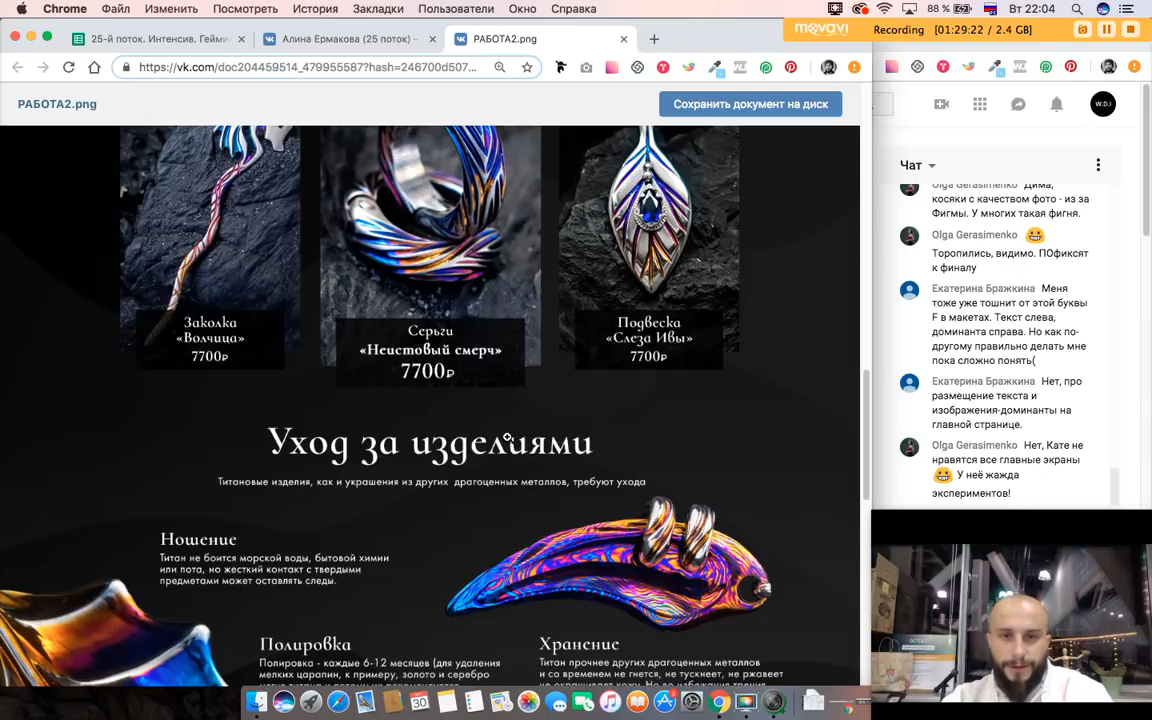 Chrome Файл Изменить Посмотреть История Закладки Пользователи Окно Справка
88 % Вт 22:04
movavi Recording [01:29:22 / 2.4 GB]
25-й поток. Интенсив. Гейми
Алина Ермакова (25 поток) –
РАБОТА2.png
https://vk.com/doc204459514_479955587?hash=246700d507...
РАБОТА2.png
Сохранить документ на диск
W.D.I
Заколка
«Волчица»
7700₽
Серьги
«Неистовый смерч»
7700₽
Подвеска
«Слеза Ивы»
7700₽
Уход за изделиями
Титановые изделия, как и украшения из других драгоценных металлов, требуют ухода
Ношение
Титан не боится морской воды, бытовой химии
или пота, но жесткий контакт с твердыми
предметами может оставлять следы.
Полировка
Полировка - каждые 6-12 месяцев (для удаления
мелких царапин, к примеру, золото и серебро
Хранение
Титан прочнее других драгоценных металлов
и со временем не гнется, не тускнеет, не ржавеет
Чат
Olga Gerasimenko Дима,
косяки с качеством фото - из за
Фигмы. У многих такая фигня.
Olga Gerasimenko
Торопились, видимо. ПОфиксят
к финалу
Екатерина Бражкина Меня
тоже уже тошнит от этой буквы
F в макетах. Текст слева,
доминанта справа. Но как по-
другому правильно делать мне
пока сложно понять(
Екатерина Бражкина Нет, про
размещение текста и
изображения-доминанты на
главной странице.
Olga Gerasimenko Нет, Кате не
нравятся все главные экраны
У неё жажда
экспериментов!